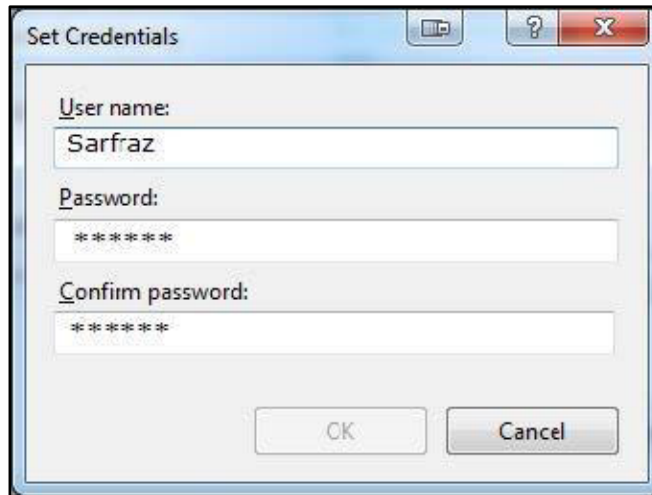 Set Credentials
User name:
Sarfraz
Password:
******
Confirm password:
******
OK
Cancel